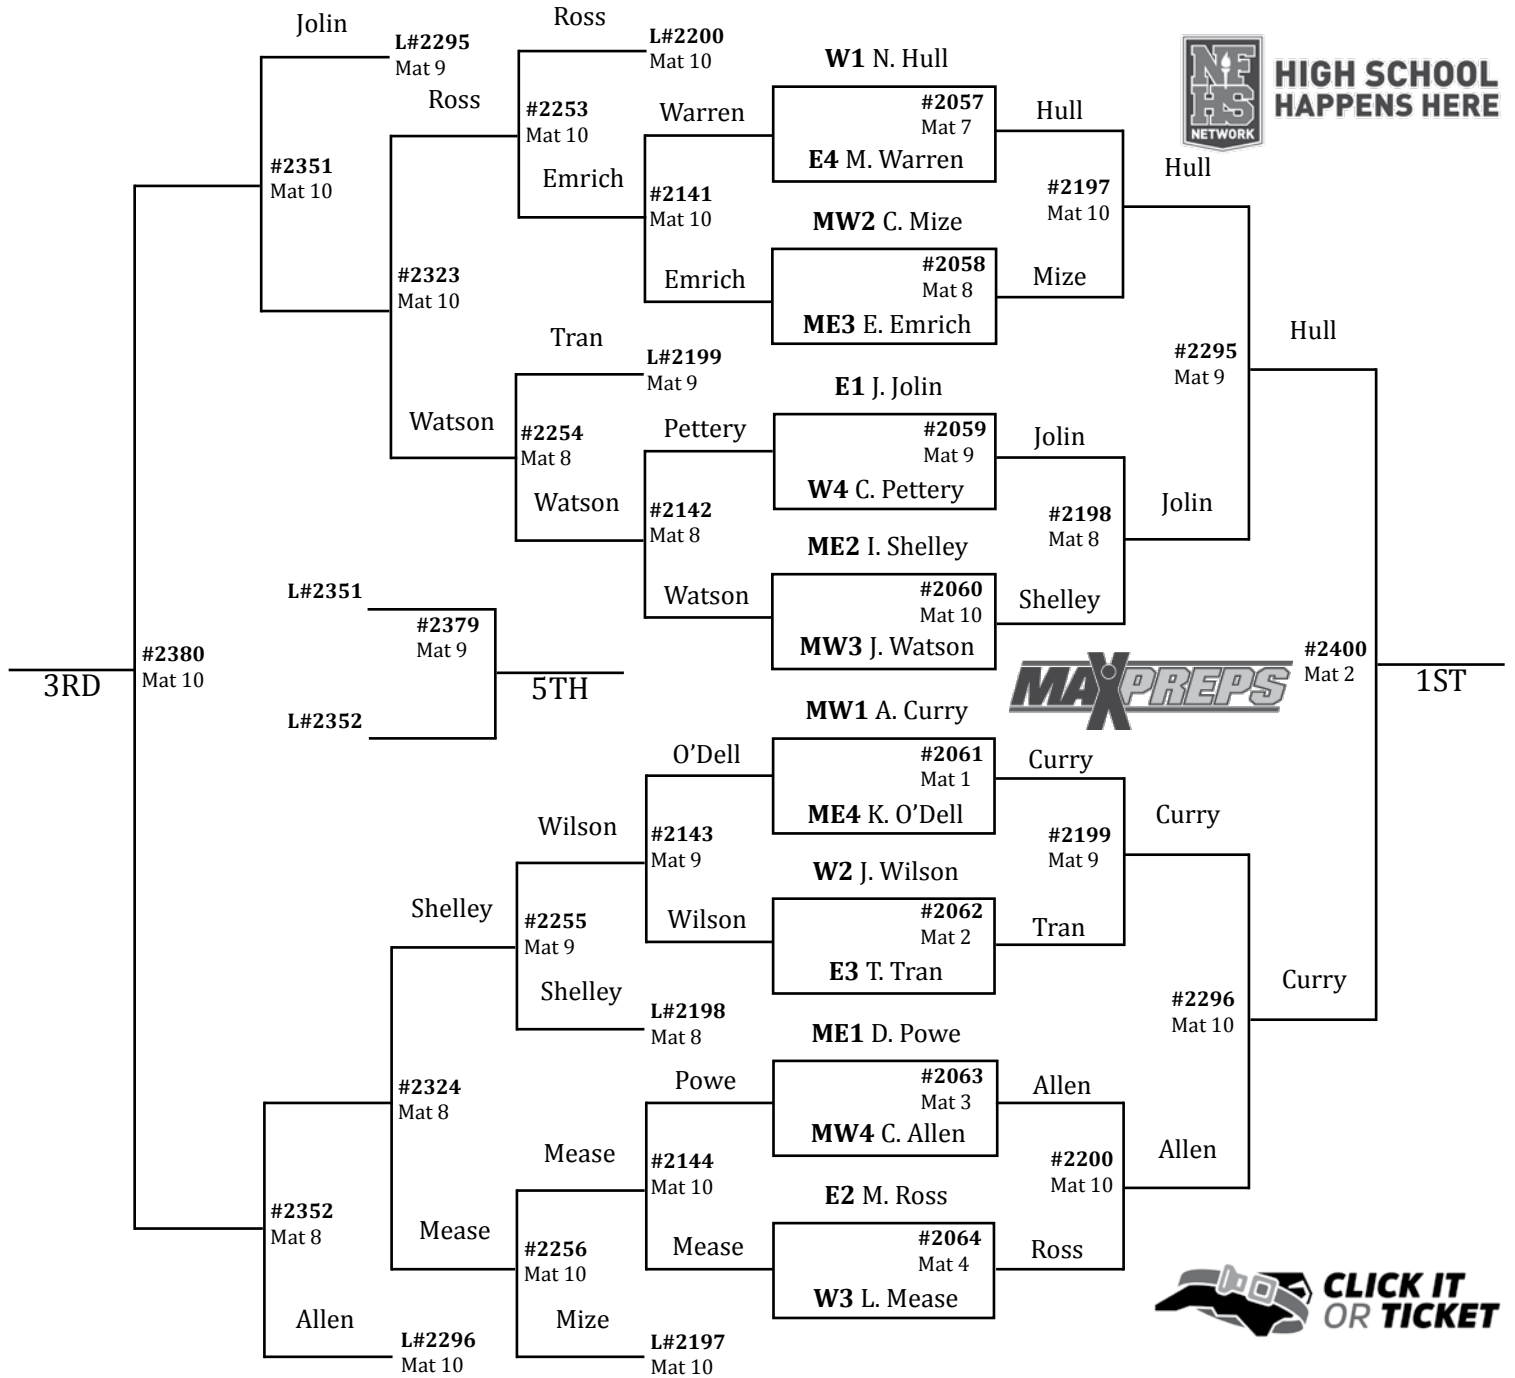 Jolin
L#2295
Mat 9
#2351
Mat 10
Ross
L#2200
Mat 10
Ross
#2253
Mat 10
Emrich
#2323
Mat 10
Tran
L#2199
Mat 9
Watson
#2254
Mat 8
Watson
Warren
#2141
Mat 10
Emrich
Pettery
#2142
Mat 8
Watson
W1 N. Hull
#2057
Mat 7
E4 M. Warren
MW2 C. Mize
#2058
Mat 8
ME3 E. Emrich
E1 J. Jolin
#2059
Mat 9
W4 C. Pettery
ME2 I. Shelley
#2060
Mat 10
MW3 J. Watson
Hull
#2197
Mat 10
Mize
Jolin
#2198
Mat 8
Shelley
Hull
#2295
Mat 9
Jolin
Hull
NFHS
NETWORK
HIGH SCHOOL
HAPPENS HERE
L#2351
#2379
Mat 9
L#2352
5TH
#2380
Mat 10
3RD
MAXPREPS
#2400
Mat 2
1ST
MW1 A. Curry
#2061
Mat 1
ME4 K. O’Dell
W2 J. Wilson
#2062
Mat 2
E3 T. Tran
ME1 D. Powe
#2063
Mat 3
MW4 C. Allen
E2 M. Ross
#2064
Mat 4
W3 L. Mease
O’Dell
Wilson
#2143
Mat 9
Wilson
Shelley
#2255
Mat 9
Shelley
L#2198
Mat 8
#2324
Mat 8
Powe
Mease
#2144
Mat 10
Mease
Mease
#2256
Mat 10
Mize
L#2197
Mat 10
#2352
Mat 8
Allen
L#2296
Mat 10
Curry
#2199
Mat 9
Tran
Curry
Allen
#2200
Mat 10
Ross
Allen
#2296
Mat 10
Curry
CLICK IT
OR TICKET